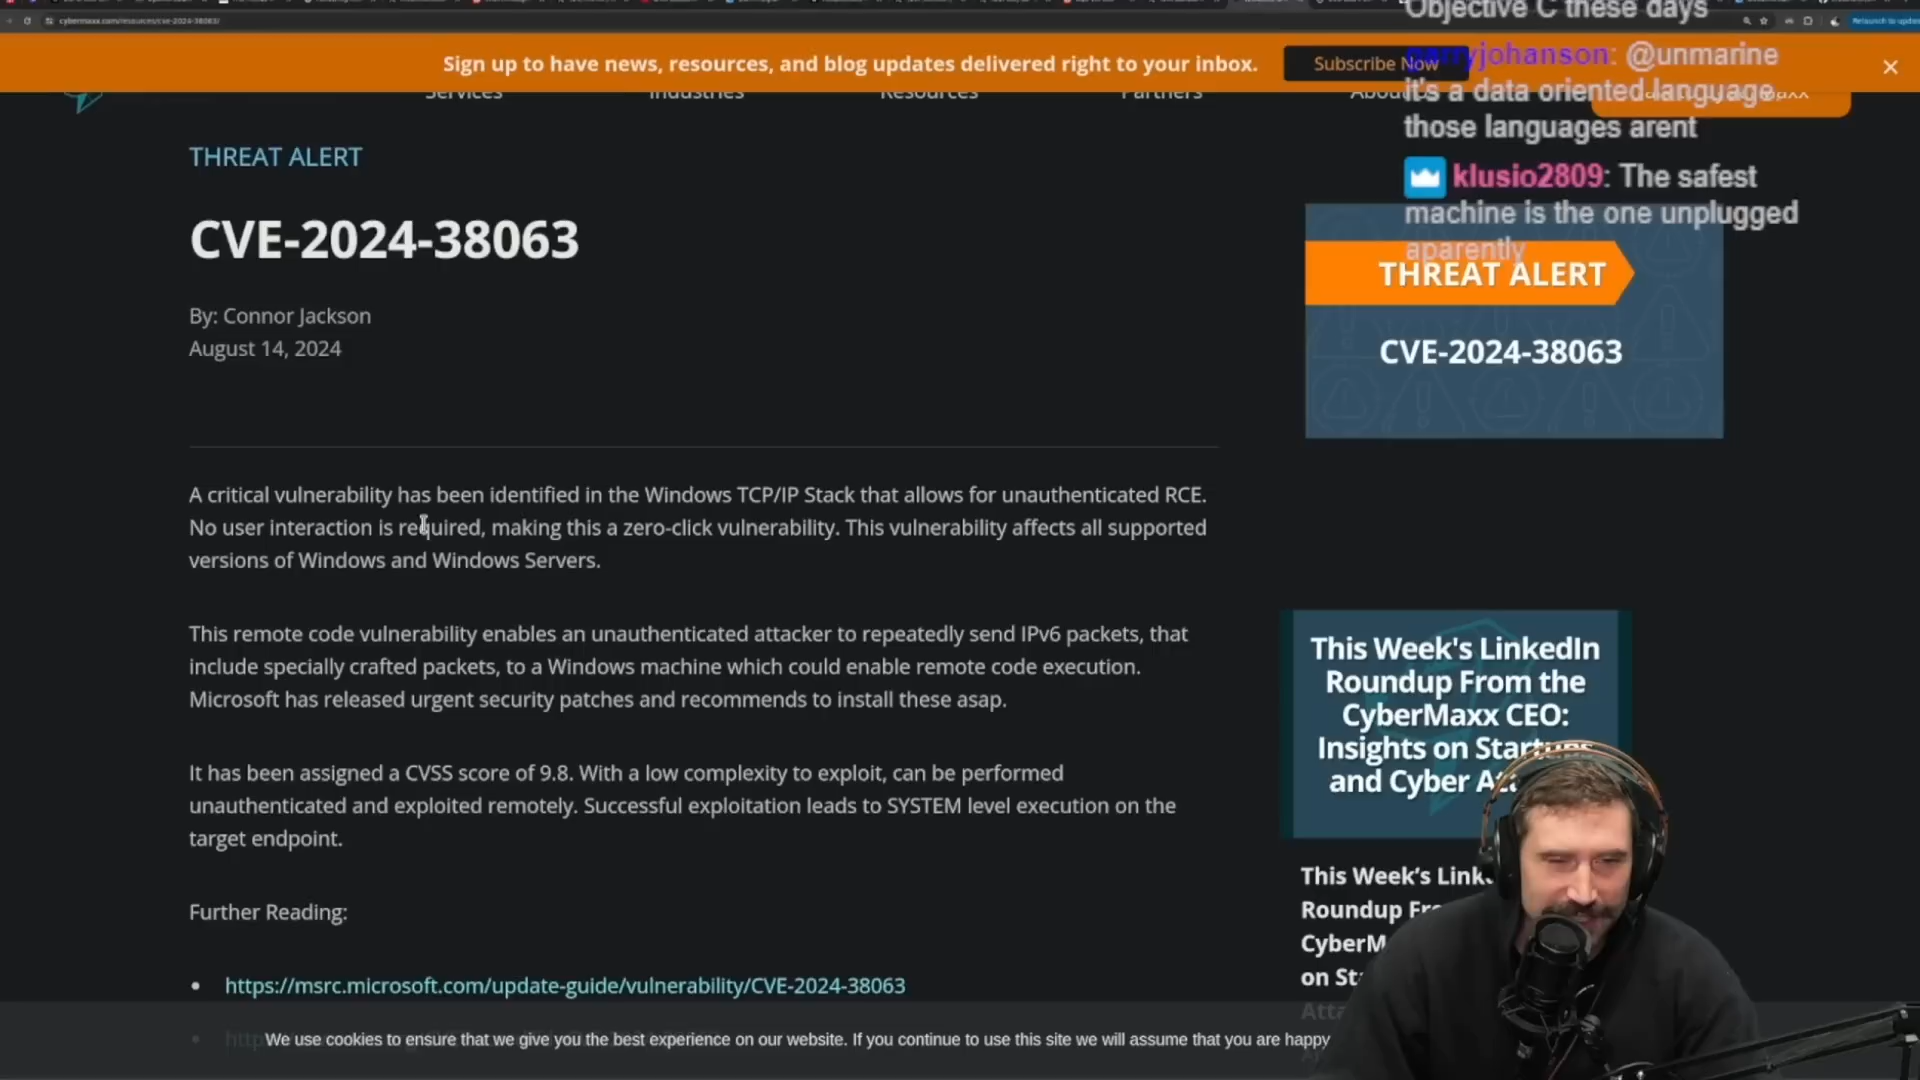 cybermaxx.com/resources/cve-2024-38063/
Relaunch to update
Objective C these days
Sign up to have news, resources, and blog updates delivered right to your inbox.
Subscribe Now
garryjohanson: @unmarine
it's a data oriented language
those languages arent
klusio2809: The safest
machine is the one unplugged
aparently
Services
Industries
Resources
Partners
About
THREAT ALERT
CVE-2024-38063
By: Connor Jackson
August 14, 2024
THREAT ALERT
CVE-2024-38063
A critical vulnerability has been identified in the Windows TCP/IP Stack that allows for unauthenticated RCE.
No user interaction is required, making this a zero-click vulnerability. This vulnerability affects all supported
versions of Windows and Windows Servers.
This remote code vulnerability enables an unauthenticated attacker to repeatedly send IPv6 packets, that
include specially crafted packets, to a Windows machine which could enable remote code execution.
Microsoft has released urgent security patches and recommends to install these asap.
It has been assigned a CVSS score of 9.8. With a low complexity to exploit, can be performed
unauthenticated and exploited remotely. Successful exploitation leads to SYSTEM level execution on the
target endpoint.
Further Reading:
• https://msrc.microsoft.com/update-guide/vulnerability/CVE-2024-38063
This Week's LinkedIn
Roundup From the
CyberMaxx CEO:
Insights on Startups
and Cyber
This Week's
Roundup
on
We use cookies to ensure that we give you the best experience on our website. If you continue to use this site we will assume that you are happy